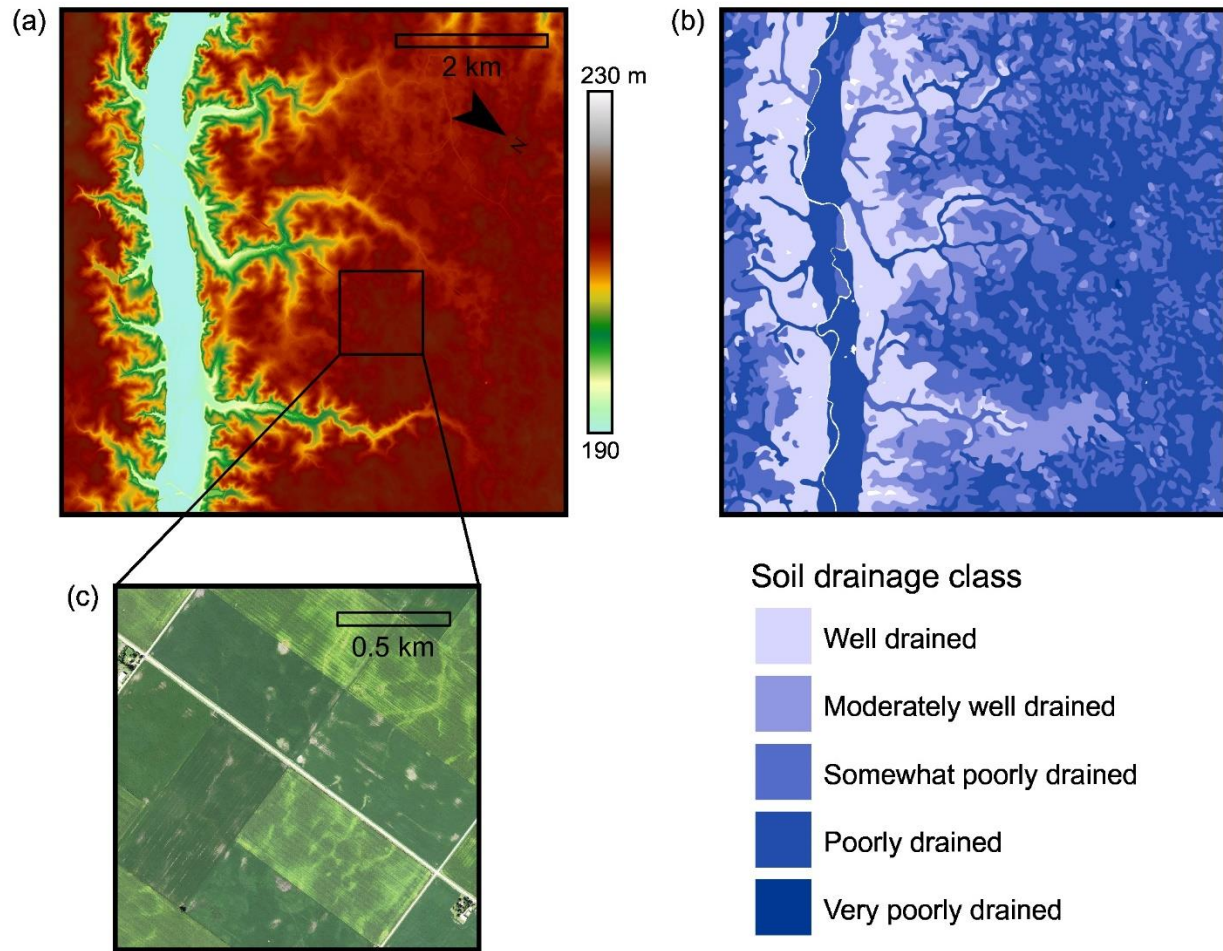 (a)
2 km
N
230 m
190
(b)
(c)
0.5 km
Soil drainage class
Well drained
Moderately well drained
Somewhat poorly drained
Poorly drained
Very poorly drained